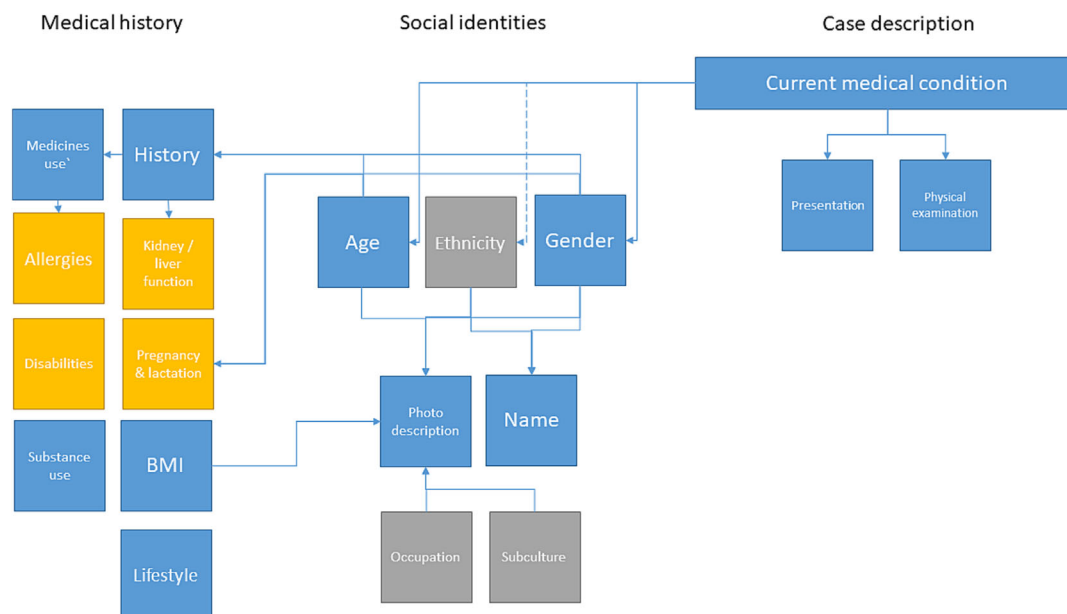 Medical history
Social identities
Case description
Current medical condition
Medicines
use`
History
Presentation
Physical
examination
Age
Ethnicity
Gender
Allergies
Kidney /
liver
function
Disabilities
Pregnancy
& lactation
Photo
description
Name
Substance
use
BMI
Occupation
Subculture
Lifestyle